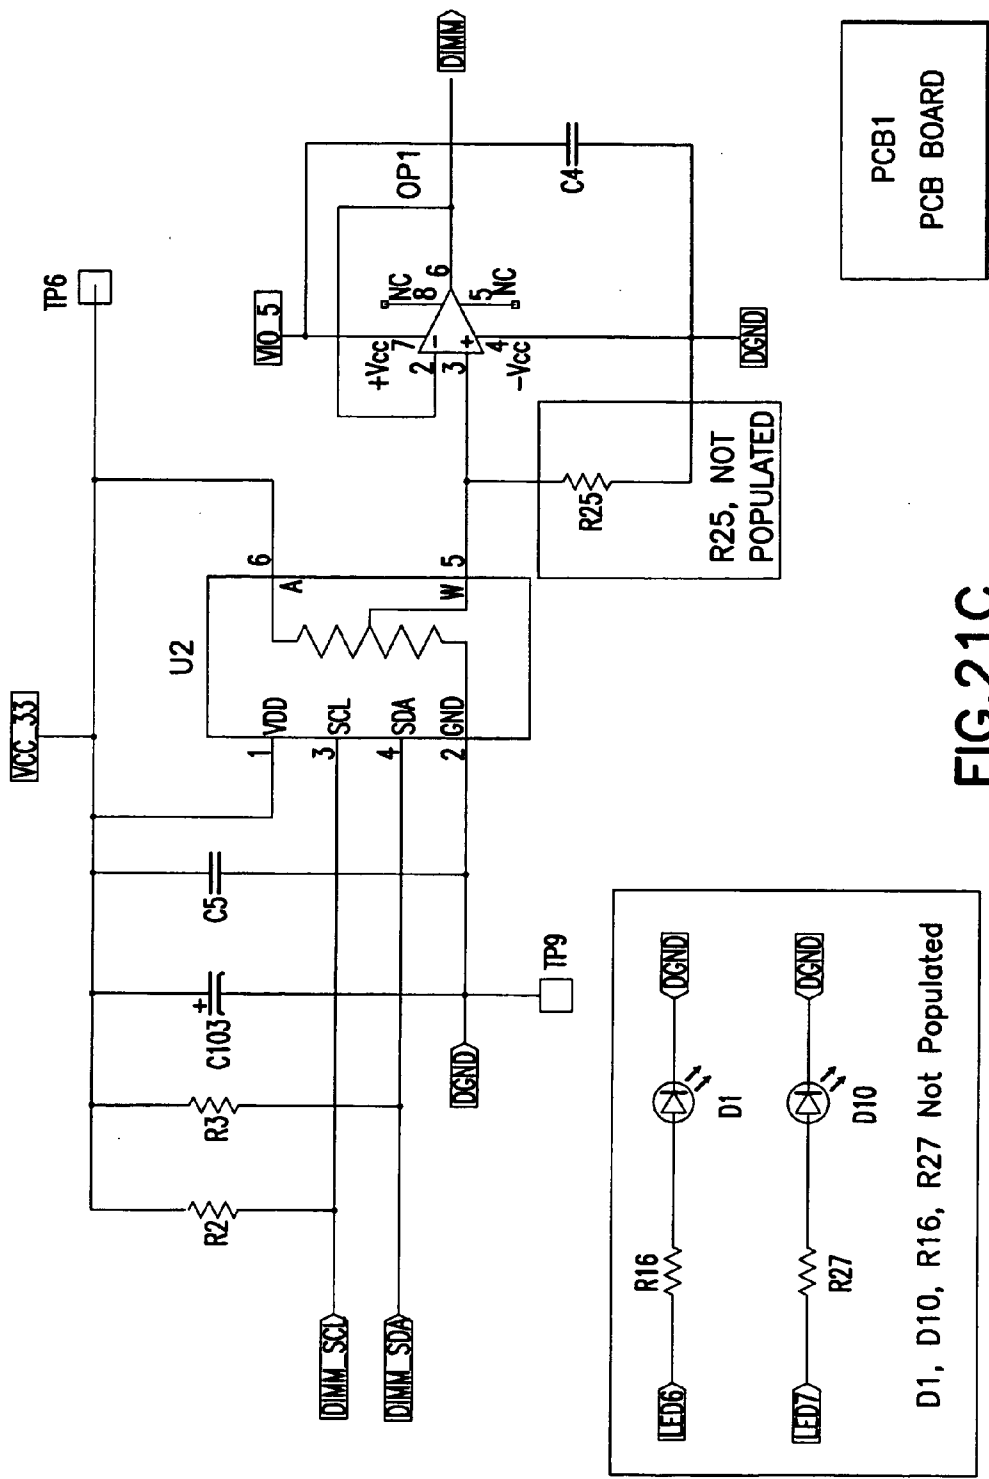 VCC_33
TP6
R2
R3
C103
+
C5
U2
1
VDD
3
SCL
4
SDA
2
GND
A
6
W
5
DIMM_SCL
DIMM_SDA
DGND
TP9
VIO_5
+Vcc
7
NC
8
2
-
3
+
6
4
-Vcc
5
NC
OP1
DIMM
C4
DGND
R25
R25, NOT
POPULATED
LED6
R16
D1
DGND
LED7
R27
D10
DGND
D1, D10, R16, R27 Not Populated
PCB1
PCB BOARD
FIG.21C